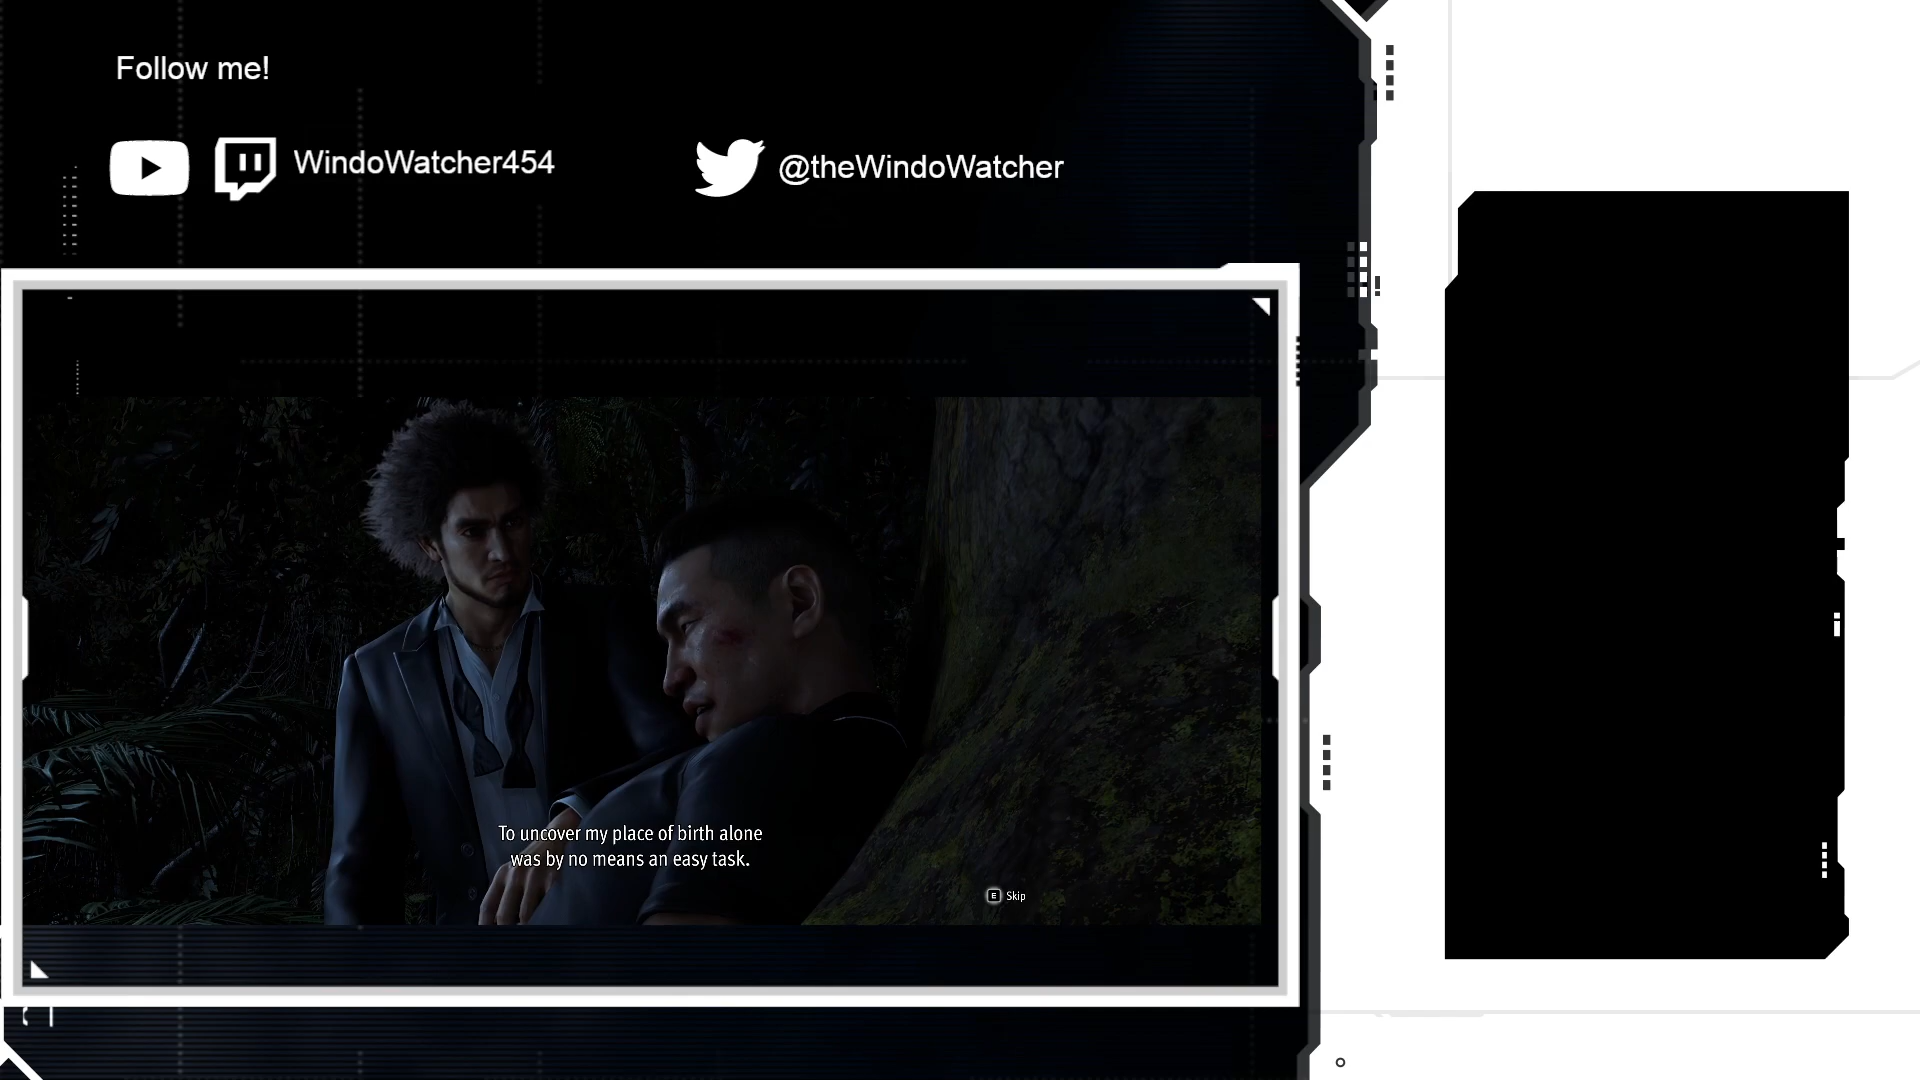 Follow me!
WindoWatcher454
@theWindoWatcher
To uncover my place of birth alone
was by no means an easy task.
E Skip